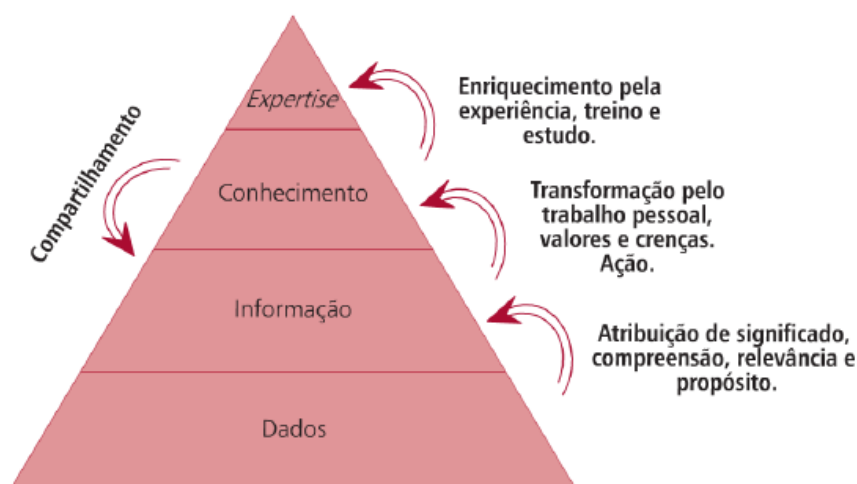 Expertise
Enriquecimento pela
experiência, treino e
estudo.
Compartilhamento
Conhecimento
Transformação pelo
trabalho pessoal,
valores e crenças.
Ação.
Informação
Atribuição de significado,
compreensão, relevância e
propósito.
Dados